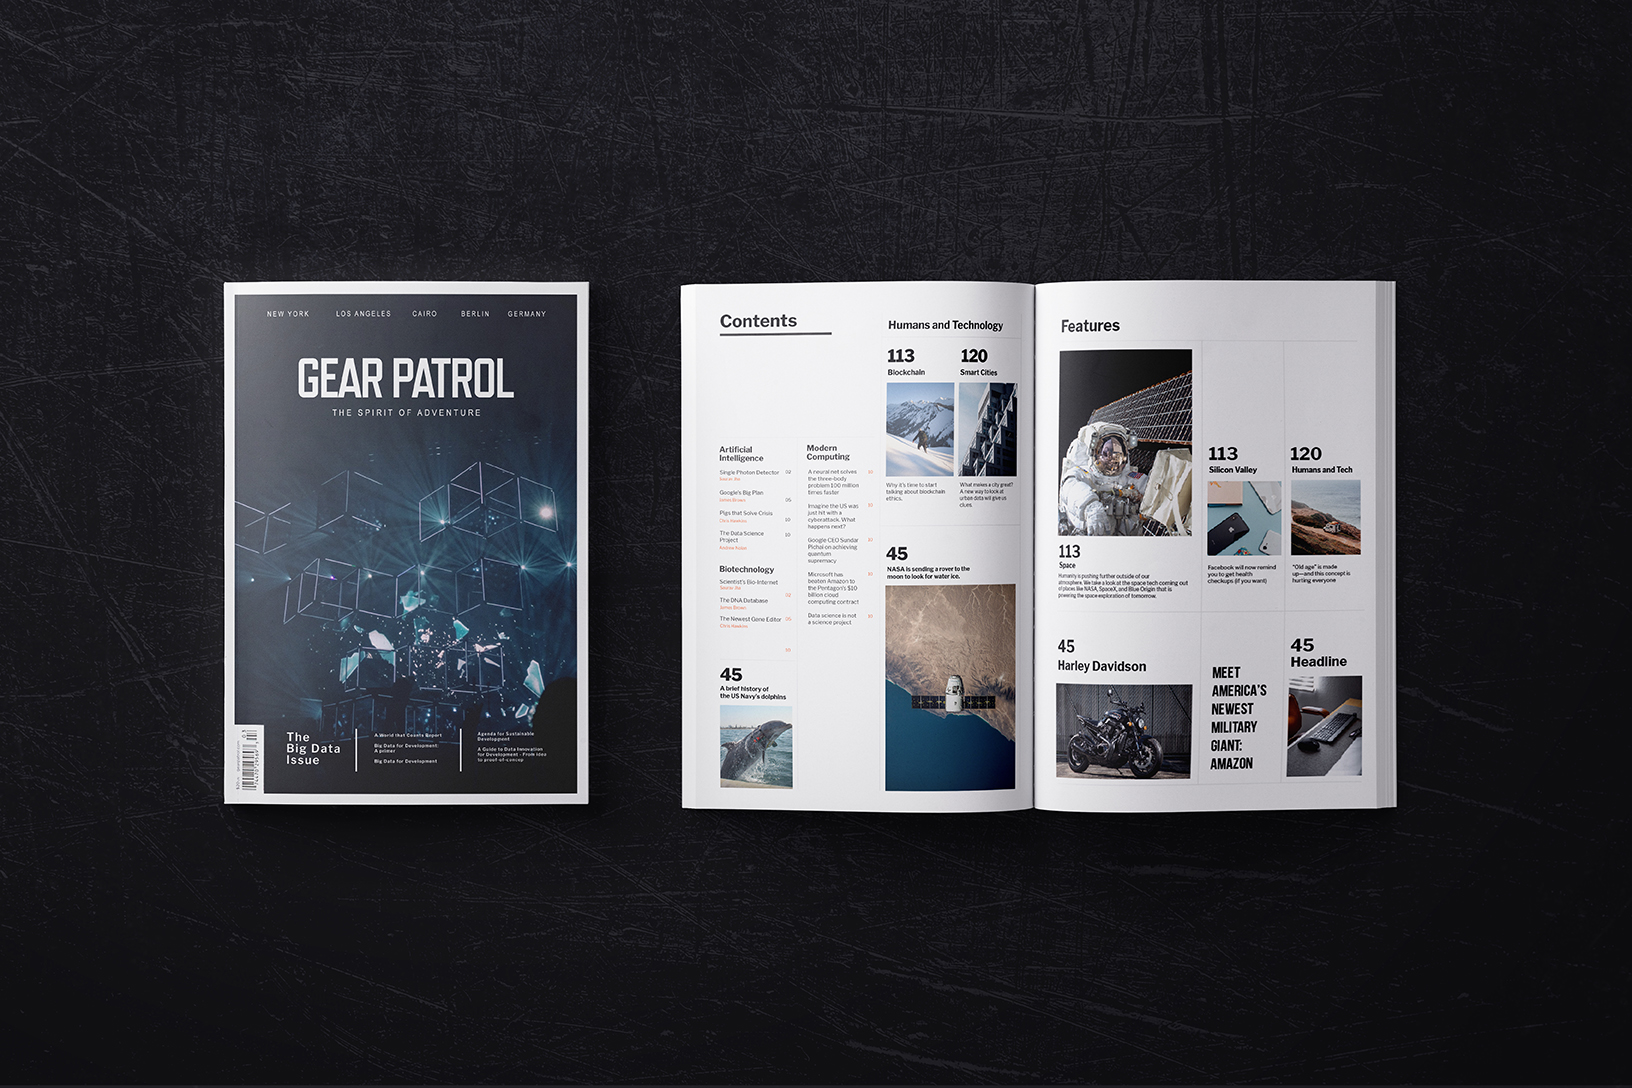 NEW YORK LOS ANGELES CAIRO BERLIN GERMANY
GEAR PATROL
THE SPIRIT OF ADVENTURE
The
Big Data
Issue
A World that Counts Report
Big Data for Development:
A primer
Big Data for Development
Agenda for Sustainable
Development
A Guide to Data Innovation
for Development - From idea
to proof-of-concep
Contents
Artificial
Intelligence
Single Photon Detector 02
Google's Big Plan
James Brown 05
Pigs that Solve Crisis
Chris Hawkins 10
The Data Science
Project 10
Biotechnology
Scientist's Bio-Internet
The DNA Database 02
James Brown
The Newest Gene Editor 05
Chris Hawkins
10
45
A brief history of
the US Navy's dolphins
Modern
Computing
A neural net solves 10
the three-body
problem 100 million
times faster
Imagine the US was 10
just hit with a
cyberattack. What
happens next?
Google CEO Sundar 10
Pichai on achieving
quantum
supremacy
Microsoft has 10
beaten Amazon to
the Pentagon's $10
billion cloud
computing contract
Data science is not 10
a science project
Humans and Technology
113
Blockchain
Why it's time to start
talking about blockchain
ethics.
120
Smart Cities
What makes a city great?
A new way to look at
urban data will give us
clues.
45
NASA is sending a rover to the
moon to look for water ice.
Features
113
Space
Humanity is pushing further outside of our
atmosphere. We take a look at the space tech coming out
of places like NASA, SpaceX, and Blue Origin that is
powering the space exploration of tomorrow.
113
Silicon Valley
Facebook will now remind
you to get health
checkups (if you want)
120
Humans and Tech
"Old age" is made
up—and this concept is
hurting everyone
45
Harley Davidson
MEET
AMERICA'S
NEWEST
MILITARY
GIANT:
AMAZON
45
Headline